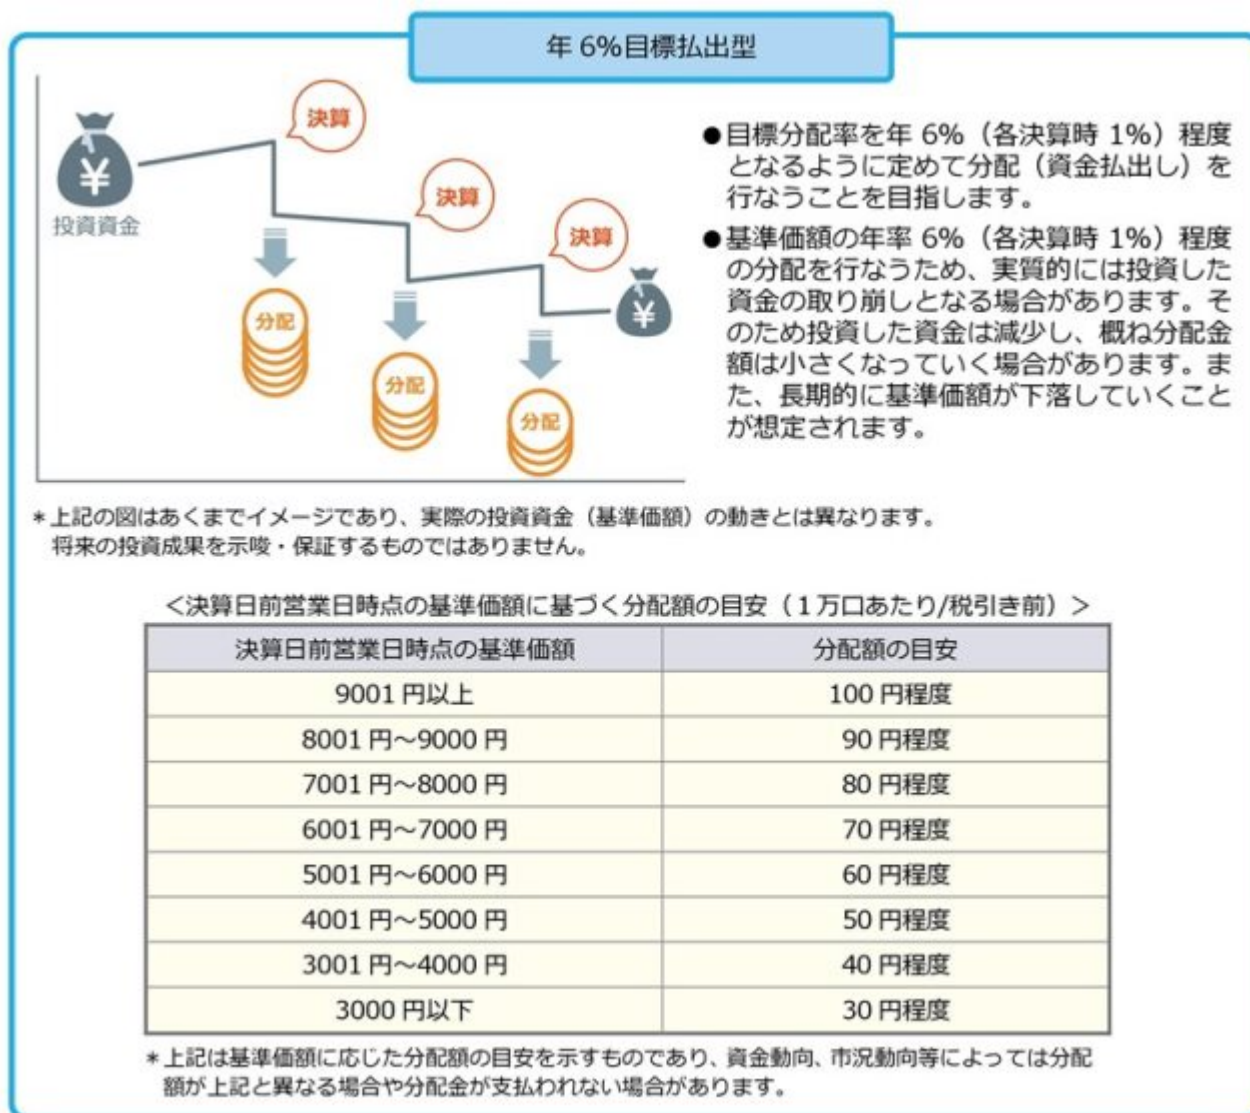 年 6%目標払出型
決算
決算
決算
¥
投資資金
¥
分配
分配
分配
●目標分配率を年 6%(各決算時 1%)程度
となるように定めて分配(資金払出し)を
行なうことを目指します。
●基準価額の年率 6%(各決算時 1%)程度
の分配を行なうため、実質的には投資した
資金の取り崩しとなる場合があります。そ
のため投資した資金は減少し、概ね分配金
額は小さくなっていく場合があります。ま
た、長期的に基準価額が下落していくこと
が想定されます。
*上記の図はあくまでイメージであり、実際の投資資金(基準価額)の動きとは異なります。
将来の投資成果を示唆・保証するものではありません。
<決算日前営業日時点の基準価額に基づく分配額の目安(1万口あたり/税引き前)>
決算日前営業日時点の基準価額 分配額の目安
9001 円以上 100 円程度
8001 円~9000 円 90 円程度
7001 円~8000 円 80 円程度
6001 円~7000 円 70 円程度
5001 円~6000 円 60 円程度
4001 円~5000 円 50 円程度
3001 円~4000 円 40 円程度
3000 円以下 30 円程度
*上記は基準価額に応じた分配額の目安を示すものであり、資金動向、市況動向等によっては分配
額が上記と異なる場合や分配金が支払われない場合があります。